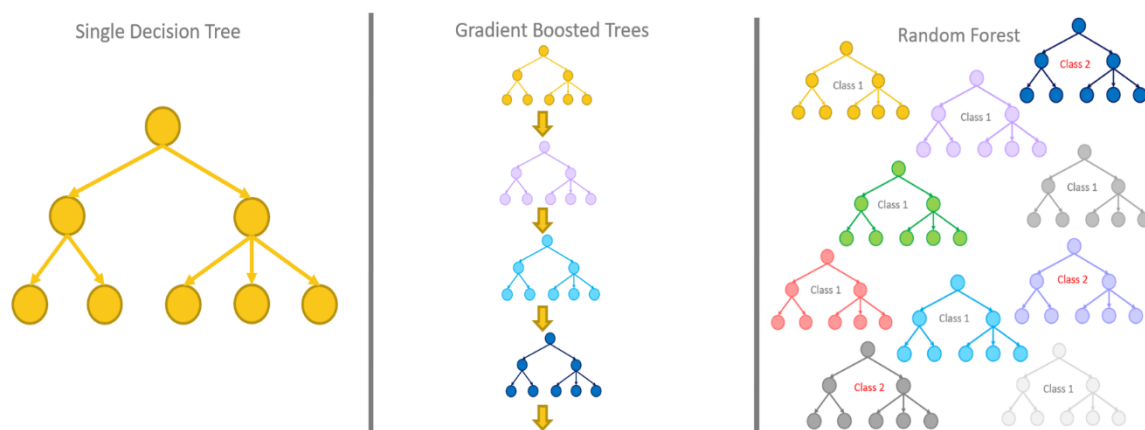 Single Decision Tree
Gradient Boosted Trees
Random Forest
Class 1
Class 2
Class 1
Class 1
Class 1
Class 1
Class 2
Class 1
Class 2
Class 1